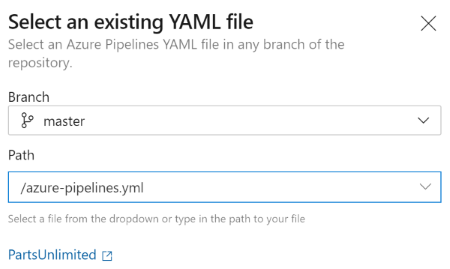 Select an existing YAML file
Select an Azure Pipelines YAML file in any branch of the
repository.
Branch
master
Path
/azure-pipelines.yml
Select a file from the dropdown or type in the path to your file
PartsUnlimited